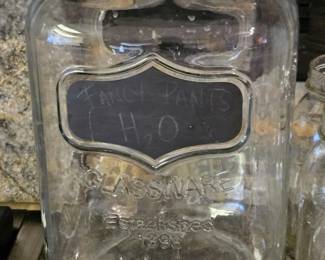 FANCY PANTS
H₂O
GLASSWARE
Established
1898